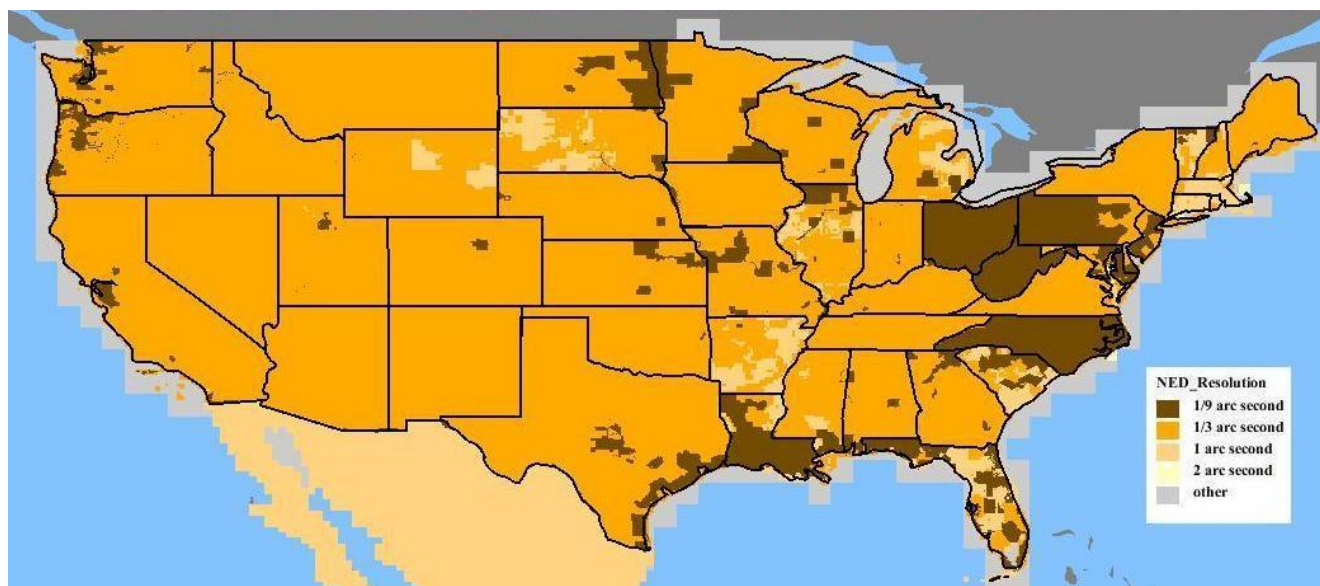 NED_Resolution
1/9 arc second
1/3 arc second
1 arc second
2 arc second
other